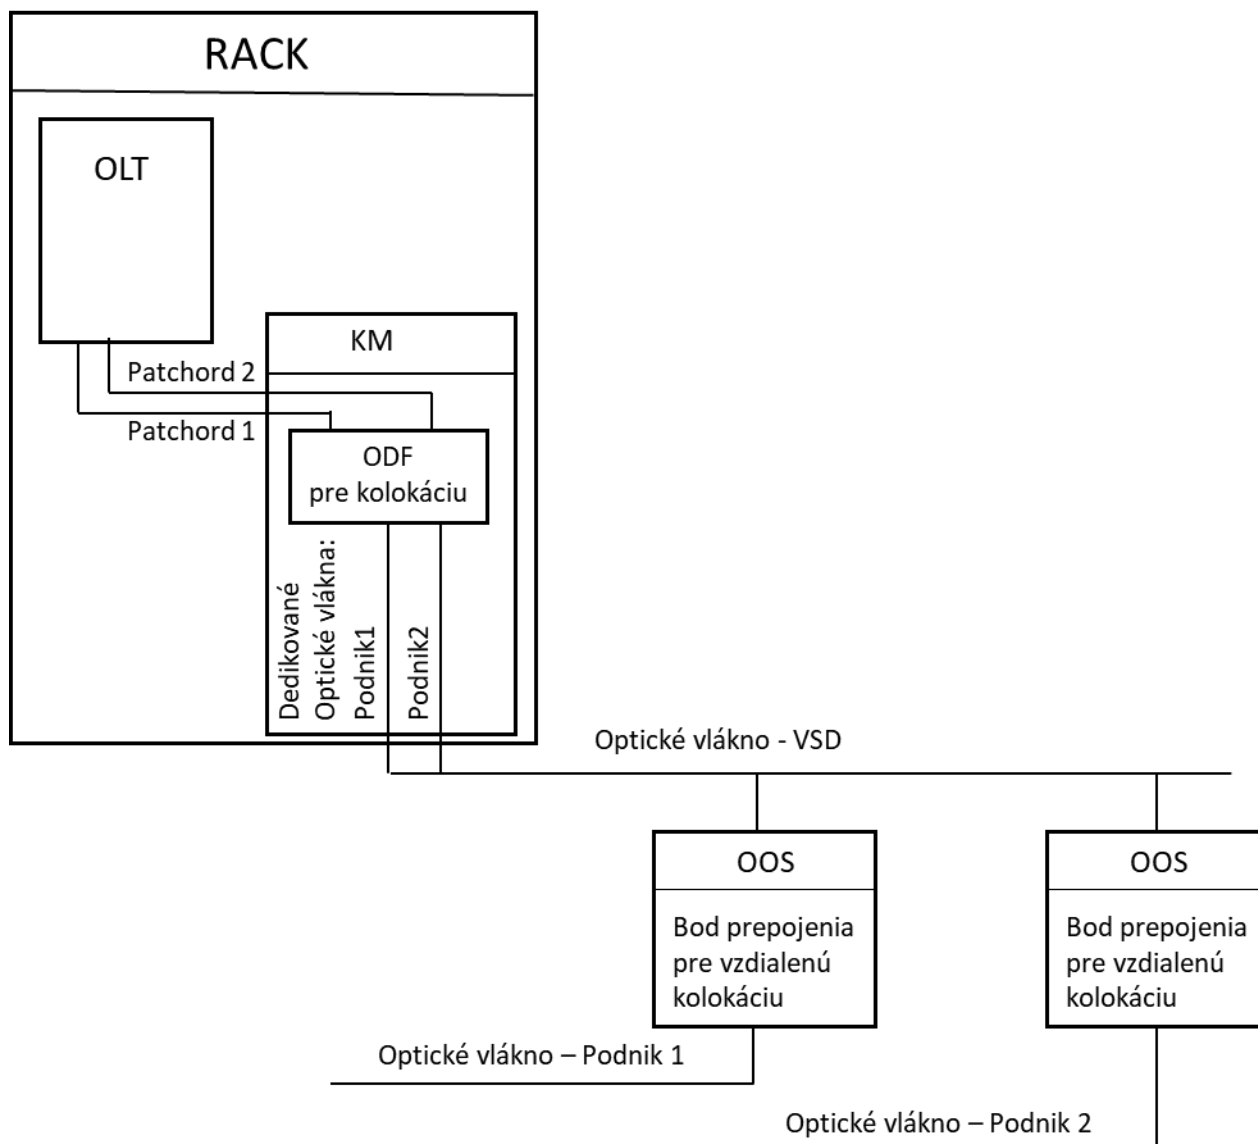 RACK
OLT
KM
Patchord 2
Patchord 1
ODF
pre kolokáciu
Dedikované
Optické vlákna:
Podnik1
Podnik2
Optické vlákno - VSD
OOS
Bod prepojenia
pre vzdialenú
kolokáciu
OOS
Bod prepojenia
pre vzdialenú
kolokáciu
Optické vlákno – Podnik 1
Optické vlákno – Podnik 2